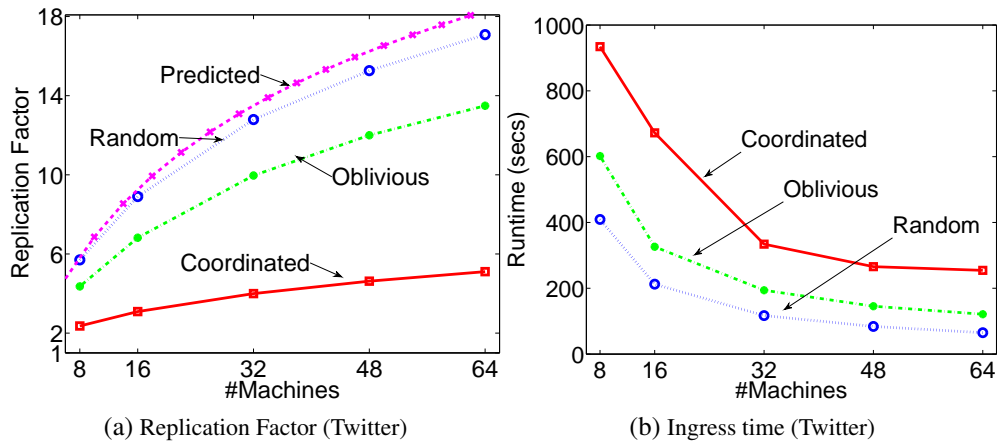 18
14
10
6
2
1
Replication Factor
Predicted
Random
Oblivious
Coordinated
8 16 32 48 64
#Machines
(a) Replication Factor (Twitter)
1000
800
600
400
200
0
Runtime (secs)
Coordinated
Oblivious
Random
8 16 32 48 64
#Machines
(b) Ingress time (Twitter)